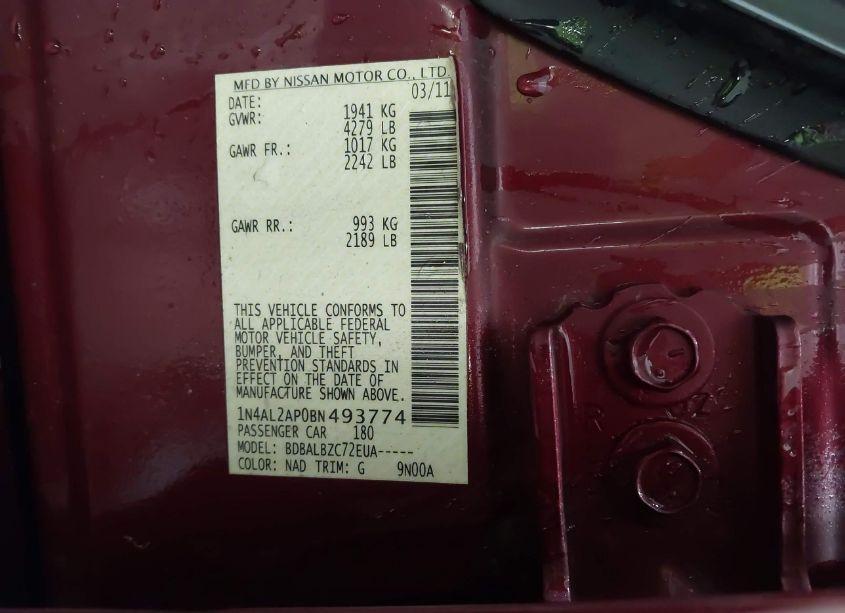 MFD BY NISSAN MOTOR CO., LTD.
DATE: 03/11
GVWR: 1941 KG
4279 LB
GAWR FR.: 1017 KG
2242 LB
GAWR RR.: 993 KG
2189 LB
THIS VEHICLE CONFORMS TO
ALL APPLICABLE FEDERAL
MOTOR VEHICLE SAFETY,
BUMPER, AND THEFT
PREVENTION STANDARDS IN
EFFECT ON THE DATE OF
MANUFACTURE SHOWN ABOVE.
1N4AL2AP0BN493774
PASSENGER CAR 180
MODEL: BDBALBZC72EUA-----
COLOR: NAD TRIM: G 9N00A